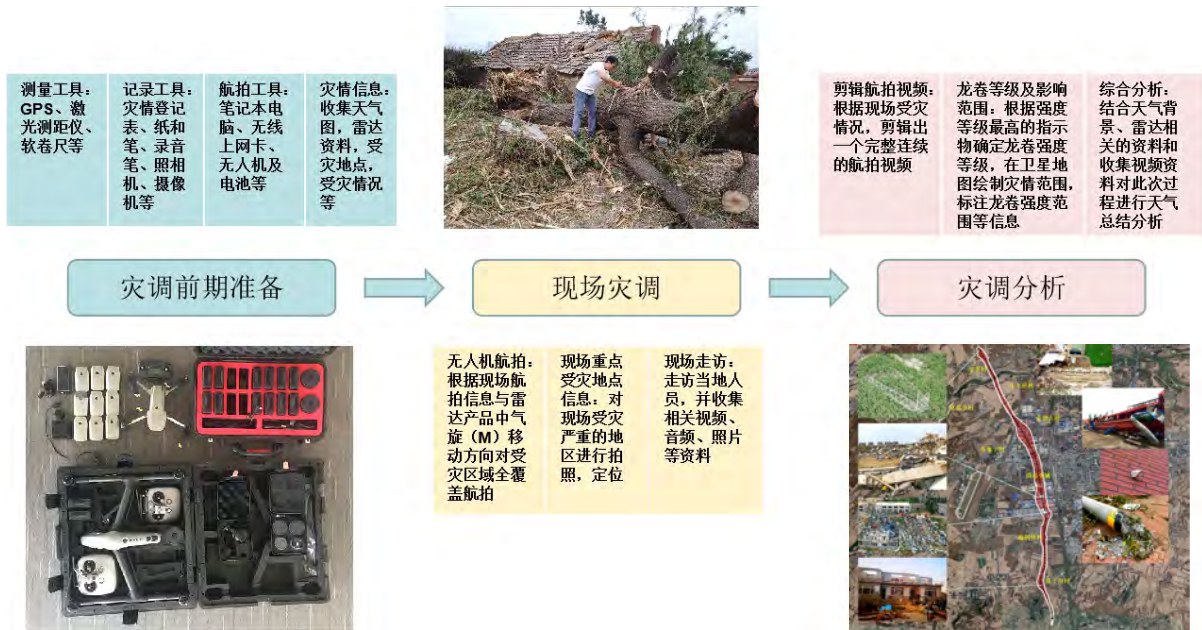 测量工具：
GPS、激
光测距仪、
软卷尺等
记录工具：
灾情登记
表、纸和
笔、录音
笔、照相
机、摄像
机等
航拍工具：
笔记本电
脑、无线
上网卡、
无人机及
电池等
灾情信息：
收集天气
图，雷达
资料，受
灾地点，
受灾情况
等
剪辑航拍视频：
根据现场受灾
情况，剪辑出
一个完整连续
的航拍视频
龙卷等级及影响
范围：根据强度
等级最高的指示
物确定龙卷强度
等级，在卫星地
图绘制灾情范围，
标注龙卷强度范
围等信息
综合分析：
结合天气背
景、雷达相
关的资料和
收集视频资
料对此次过
程进行天气
总结分析
灾调前期准备
现场灾调
灾调分析
无人机航拍：
根据现场航
拍信息与雷
达产品中气
旋（M）移
动方向对受
灾区域全覆
盖航拍
现场重点
受灾地点
信息：对
现场受灾
严重的地
区进行拍
照，定位
现场走访：
走访当地人
员，并收集
相关视频、
音频、照片
等资料